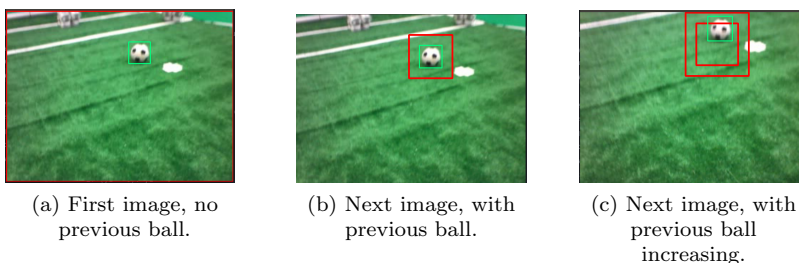 (a) First image, no
previous ball.
(b) Next image, with
previous ball.
(c) Next image, with
previous ball
increasing.